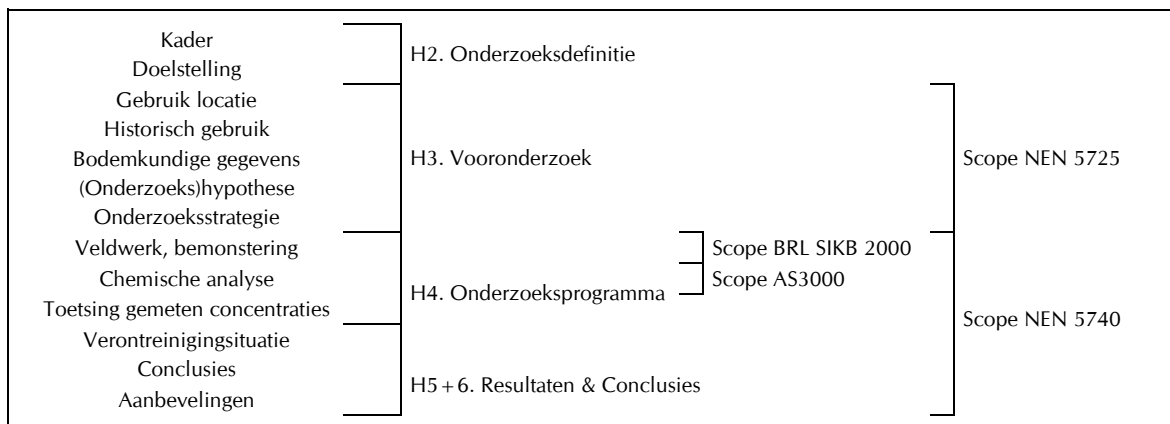 Kader
Doelstelling
H2. Onderzoeksdefinitie
Gebruik locatie
Historisch gebruik
Bodemkundige gegevens
(Onderzoeks)hypothese
Onderzoeksstrategie
H3. Vooronderzoek
Scope NEN 5725
Veldwerk, bemonstering
Chemische analyse
Toetsing gemeten concentraties
H4. Onderzoeksprogramma
Scope BRL SIKB 2000
Scope AS3000
Scope NEN 5740
Verontreinigingsituatie
Conclusies
Aanbevelingen
H5+6. Resultaten & Conclusies